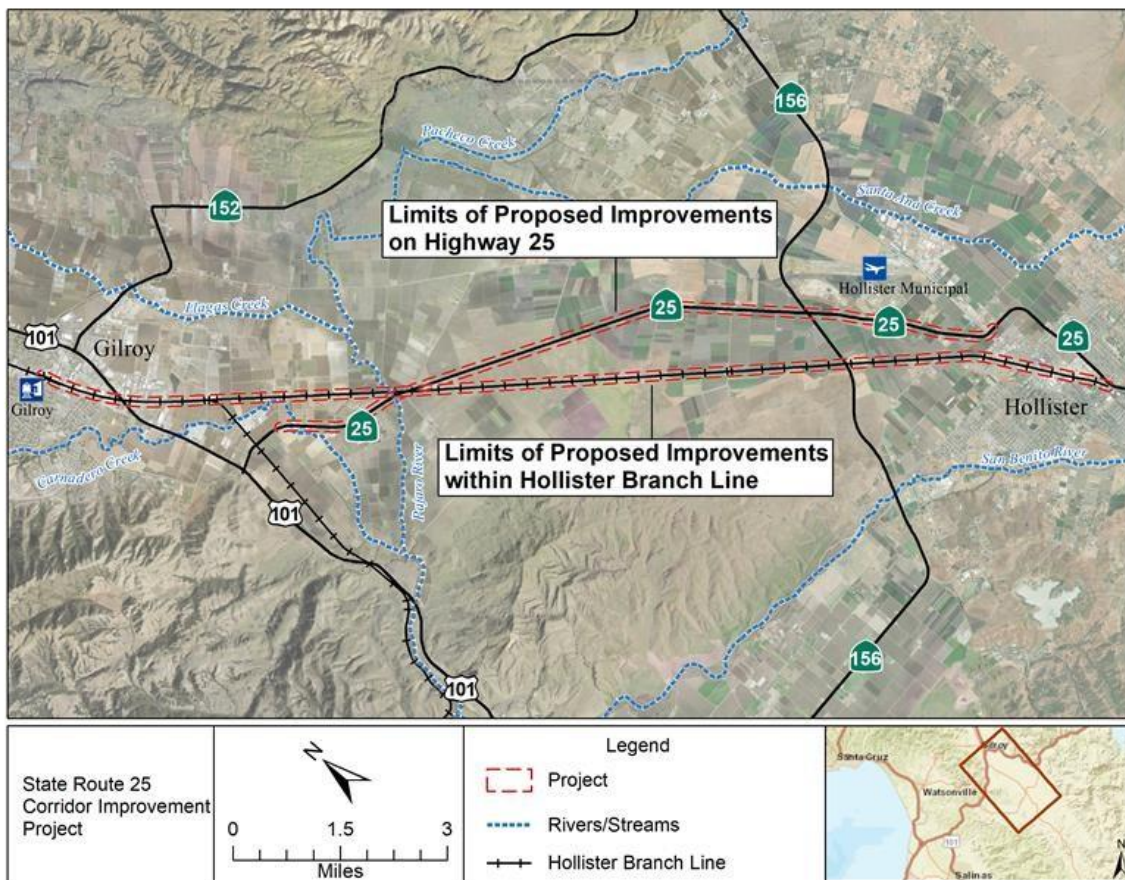 156
Pacheco Creek
152
Santa Ana Creek
Limits of Proposed Improvements
on Highway 25
Hollister Municipal
Llagas Creek
25
25
25
101
Gilroy
Gilroy
Hollister
25
Limits of Proposed Improvements
within Hollister Branch Line
Carnadero Creek
Pajaro River
San Benito River
101
156
101
State Route 25
Corridor Improvement
Project
N
0 1.5 3
Miles
Legend
Project
Rivers/Streams
Hollister Branch Line
Santa Cruz
Gilroy
Watsonville
101
Salinas
N